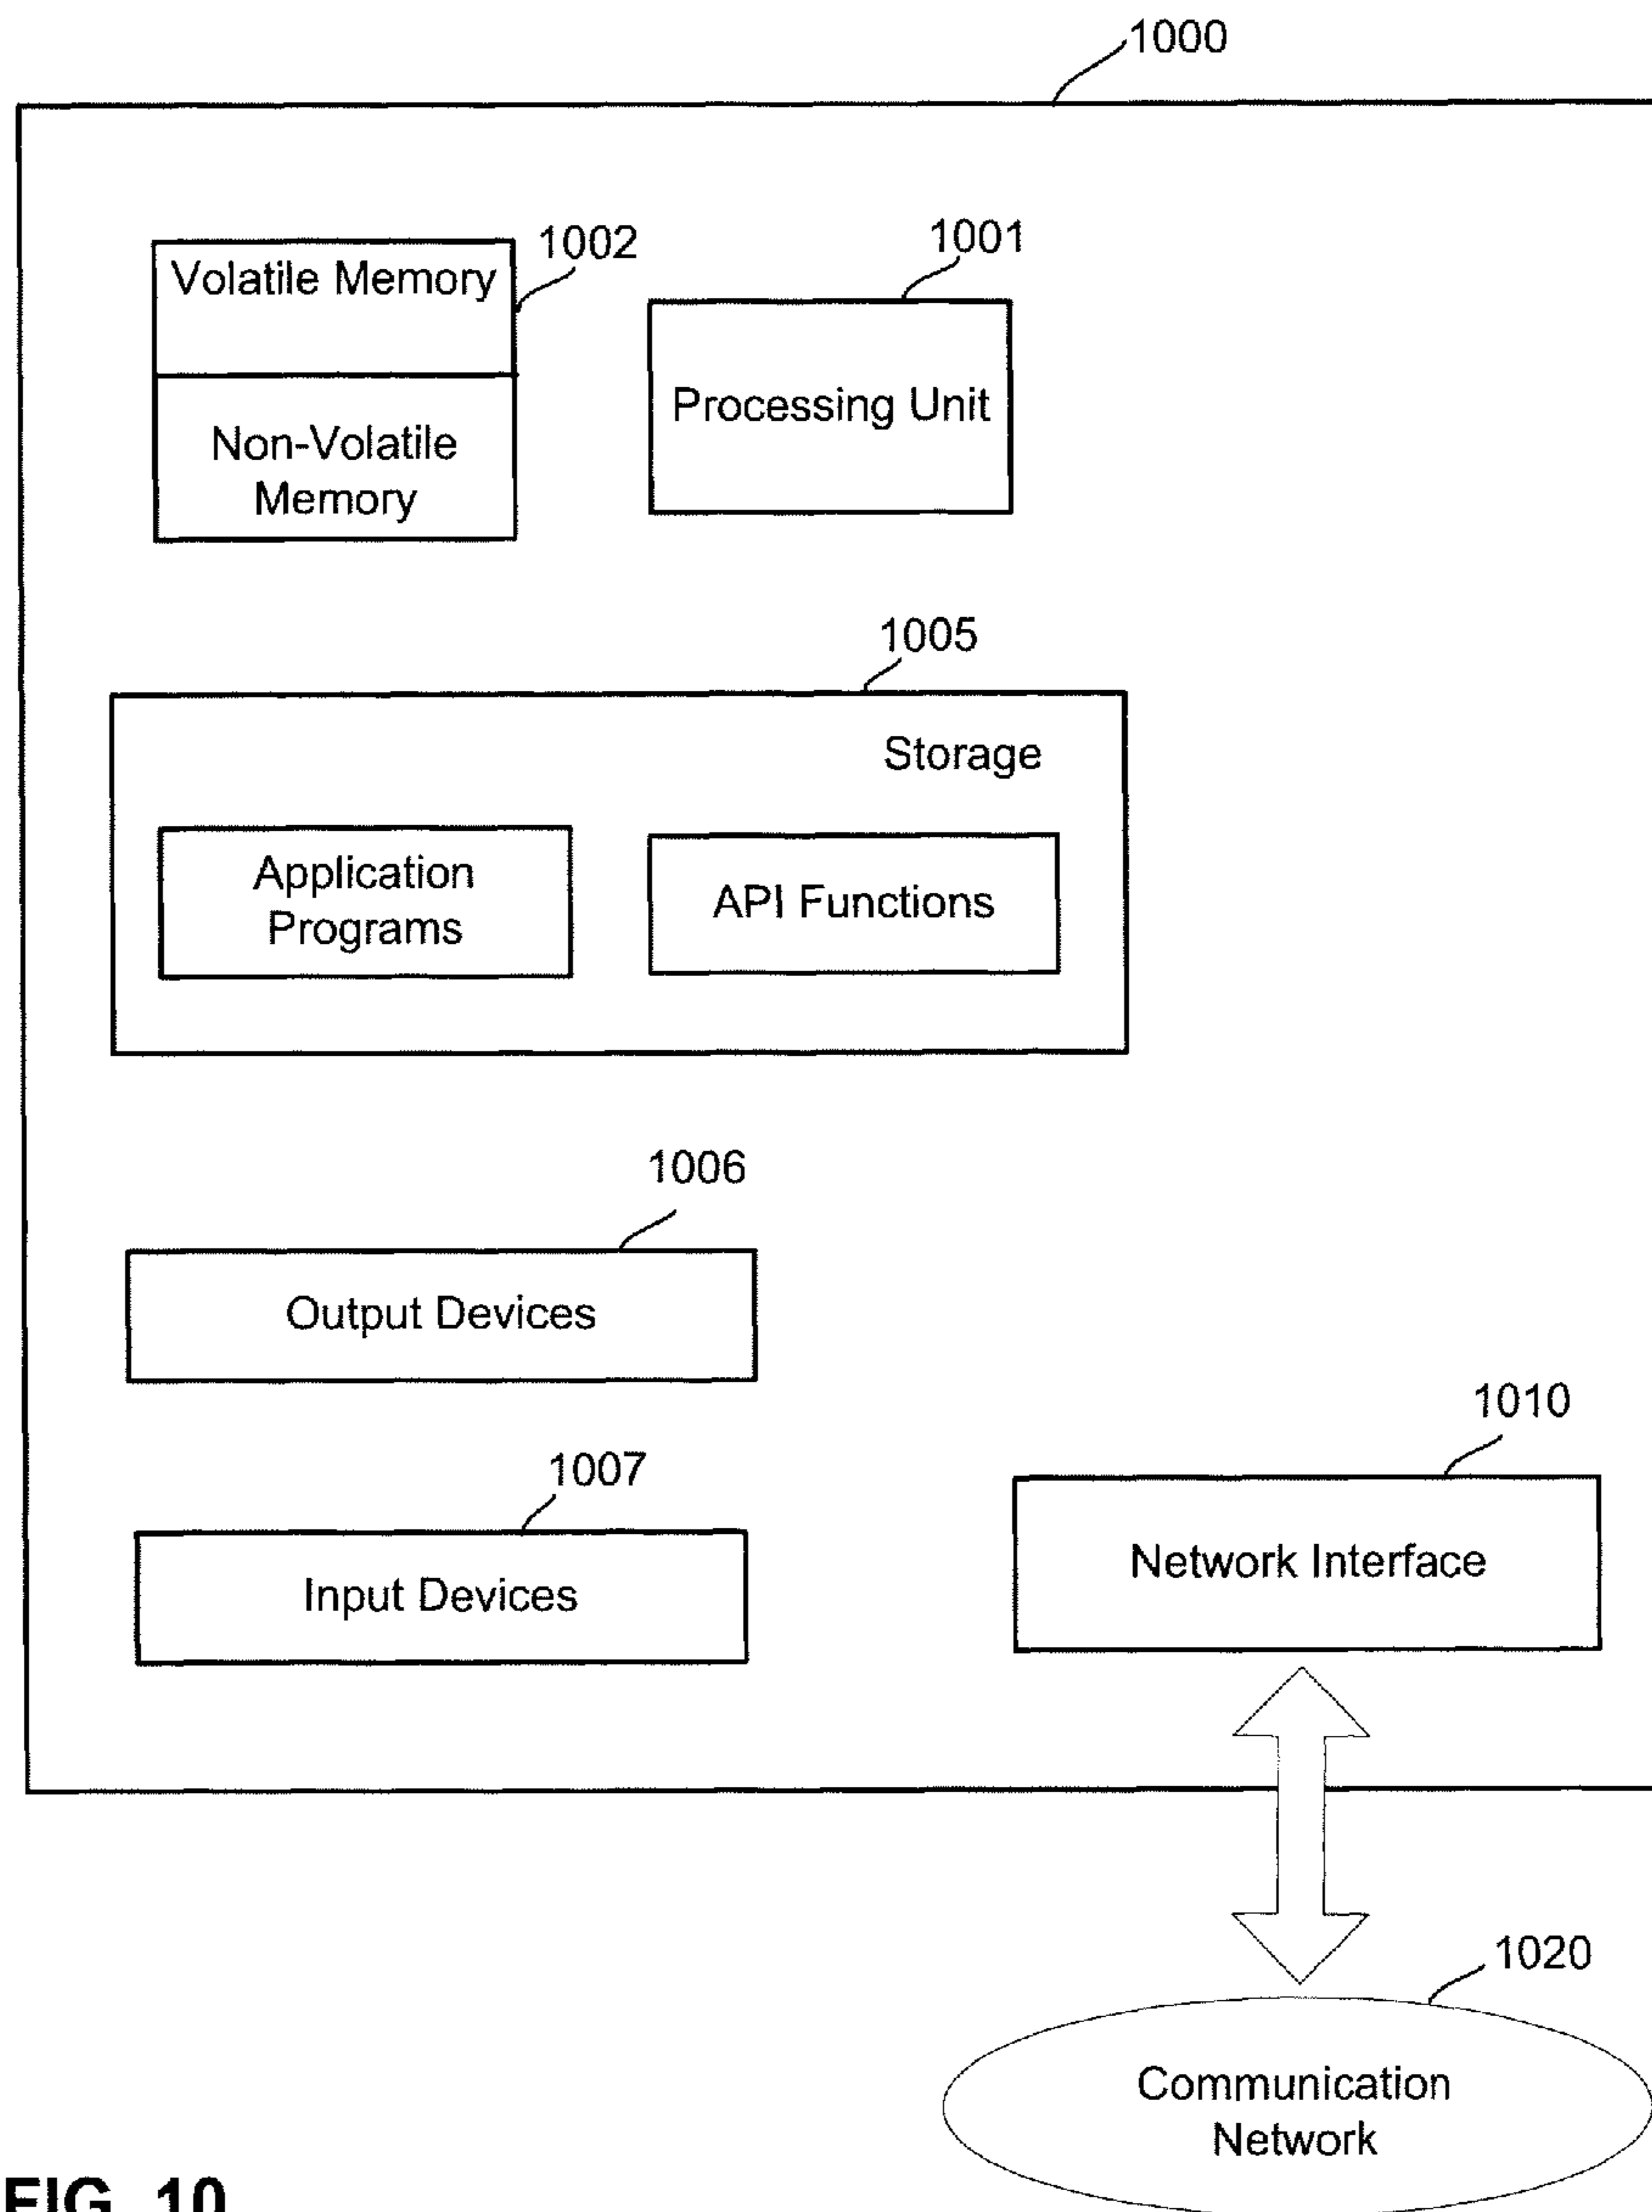 1000
1002
1001
Volatile Memory
Processing Unit
Non-Volatile
Memory
1005
Storage
Application
Programs
API Functions
1006
Output Devices
1010
1007
Network Interface
Input Devices
1020
Communication
Network
FIG. 10